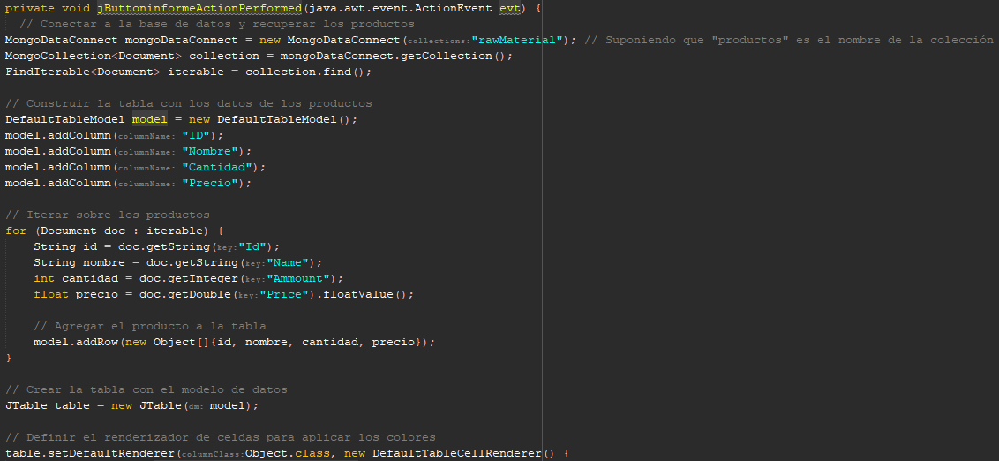 private void jButtoninformeActionPerformed(java.awt.event.ActionEvent evt) {
// Conectar a la base de datos y recuperar los productos
MongoDataConnect mongoDataConnect = new MongoDataConnect(collections:"rawMaterial"); // Suponiendo que "productos" es el nombre de la colección
MongoCollection<Document> collection = mongoDataConnect.getCollection();
FindIterable<Document> iterable = collection.find();
// Construir la tabla con los datos de los productos
DefaultTableModel model = new DefaultTableModel();
model.addColumn(columnName: "ID");
model.addColumn(columnName: "Nombre");
model.addColumn(columnName: "Cantidad");
model.addColumn(columnName: "Precio");
// Iterar sobre los productos
for (Document doc : iterable) {
String id = doc.getString(key:"Id");
String nombre = doc.getString(key:"Name");
int cantidad = doc.getInteger(key:"Ammount");
float precio = doc.getDouble(key:"Price").floatValue();
// Agregar el producto a la tabla
model.addRow(new Object[]{id, nombre, cantidad, precio});
}
// Crear la tabla con el modelo de datos
JTable table = new JTable(dm: model);
// Definir el renderizador de celdas para aplicar los colores
table.setDefaultRenderer(columnClass:Object.class, new DefaultTableCellRenderer() {